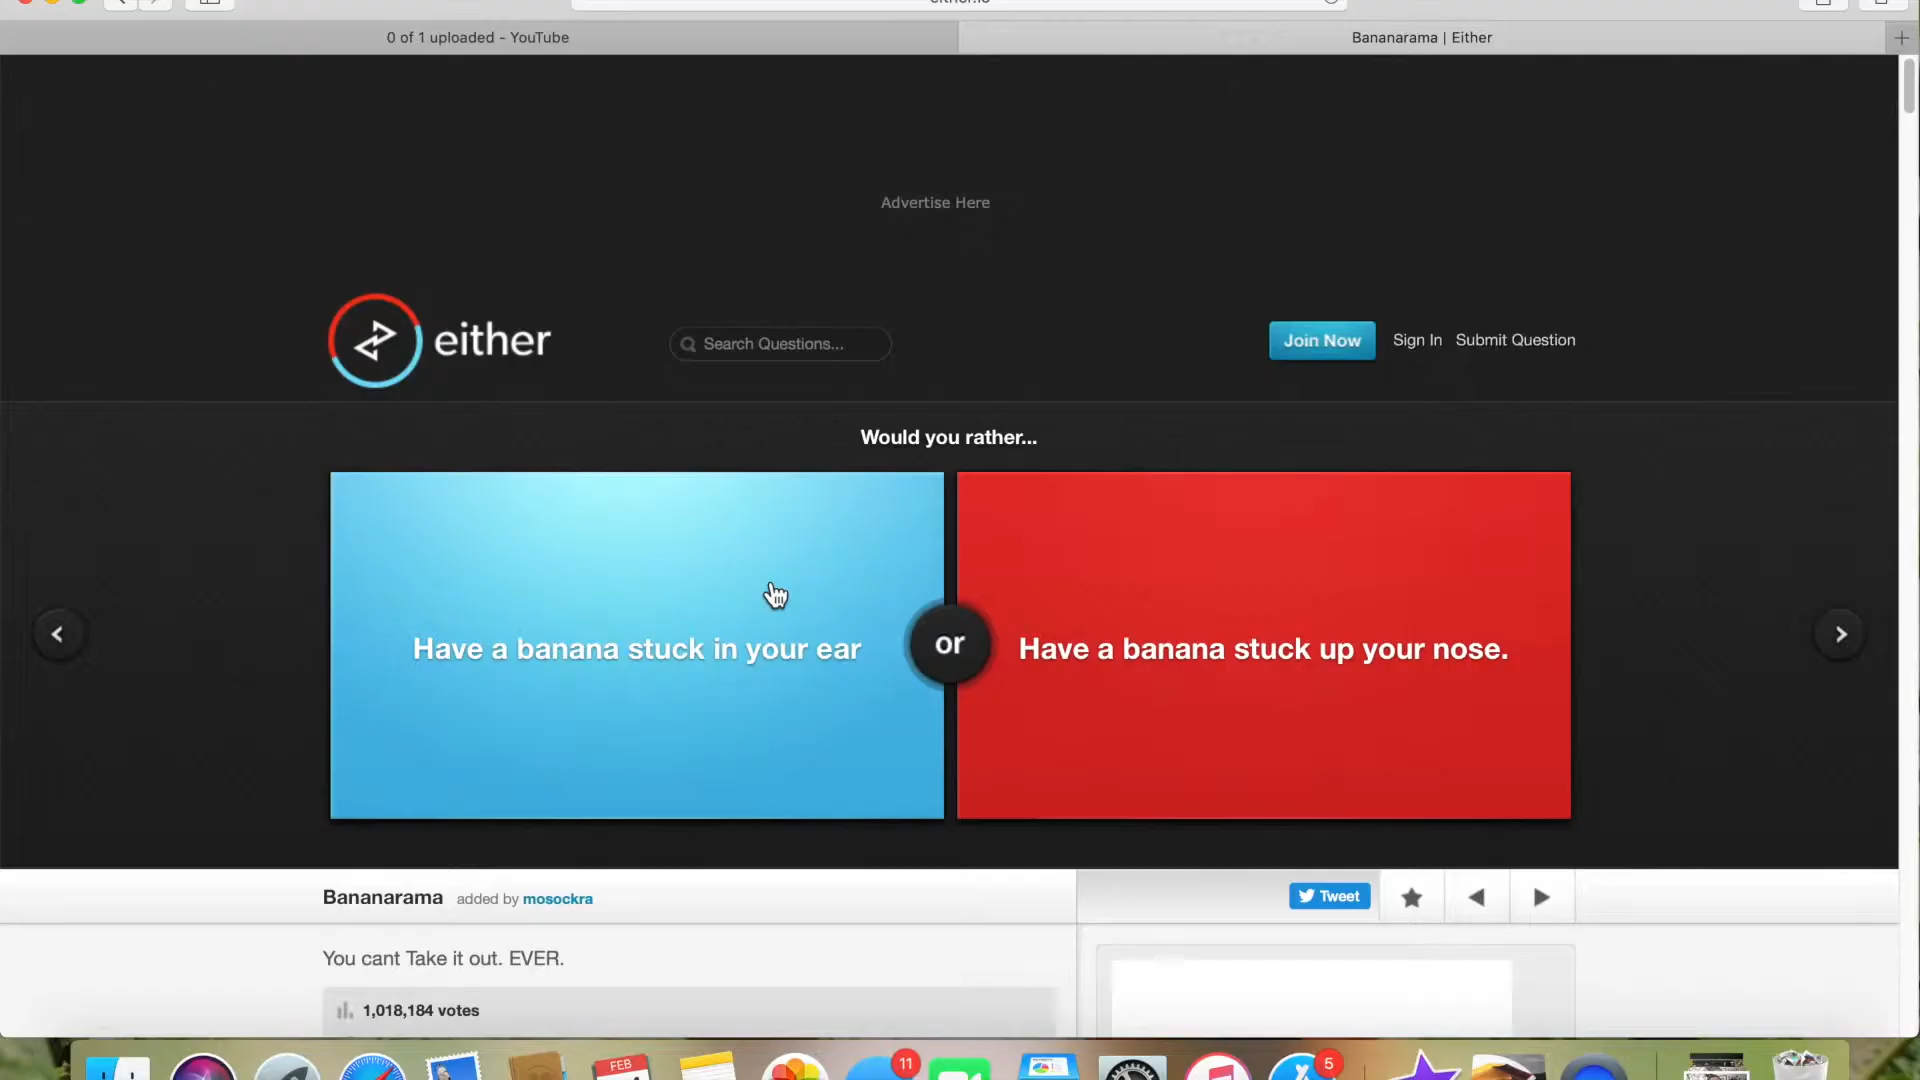 0 of 1 uploaded - YouTube
Bananarama | Either
Advertise Here
either
Search Questions...
Join Now
Sign In
Submit Question
Would you rather...
Have a banana stuck in your ear
or
Have a banana stuck up your nose.
Bananarama added by mosockra
Tweet
You cant Take it out. EVER.
1,018,184 votes
FEB
11
5